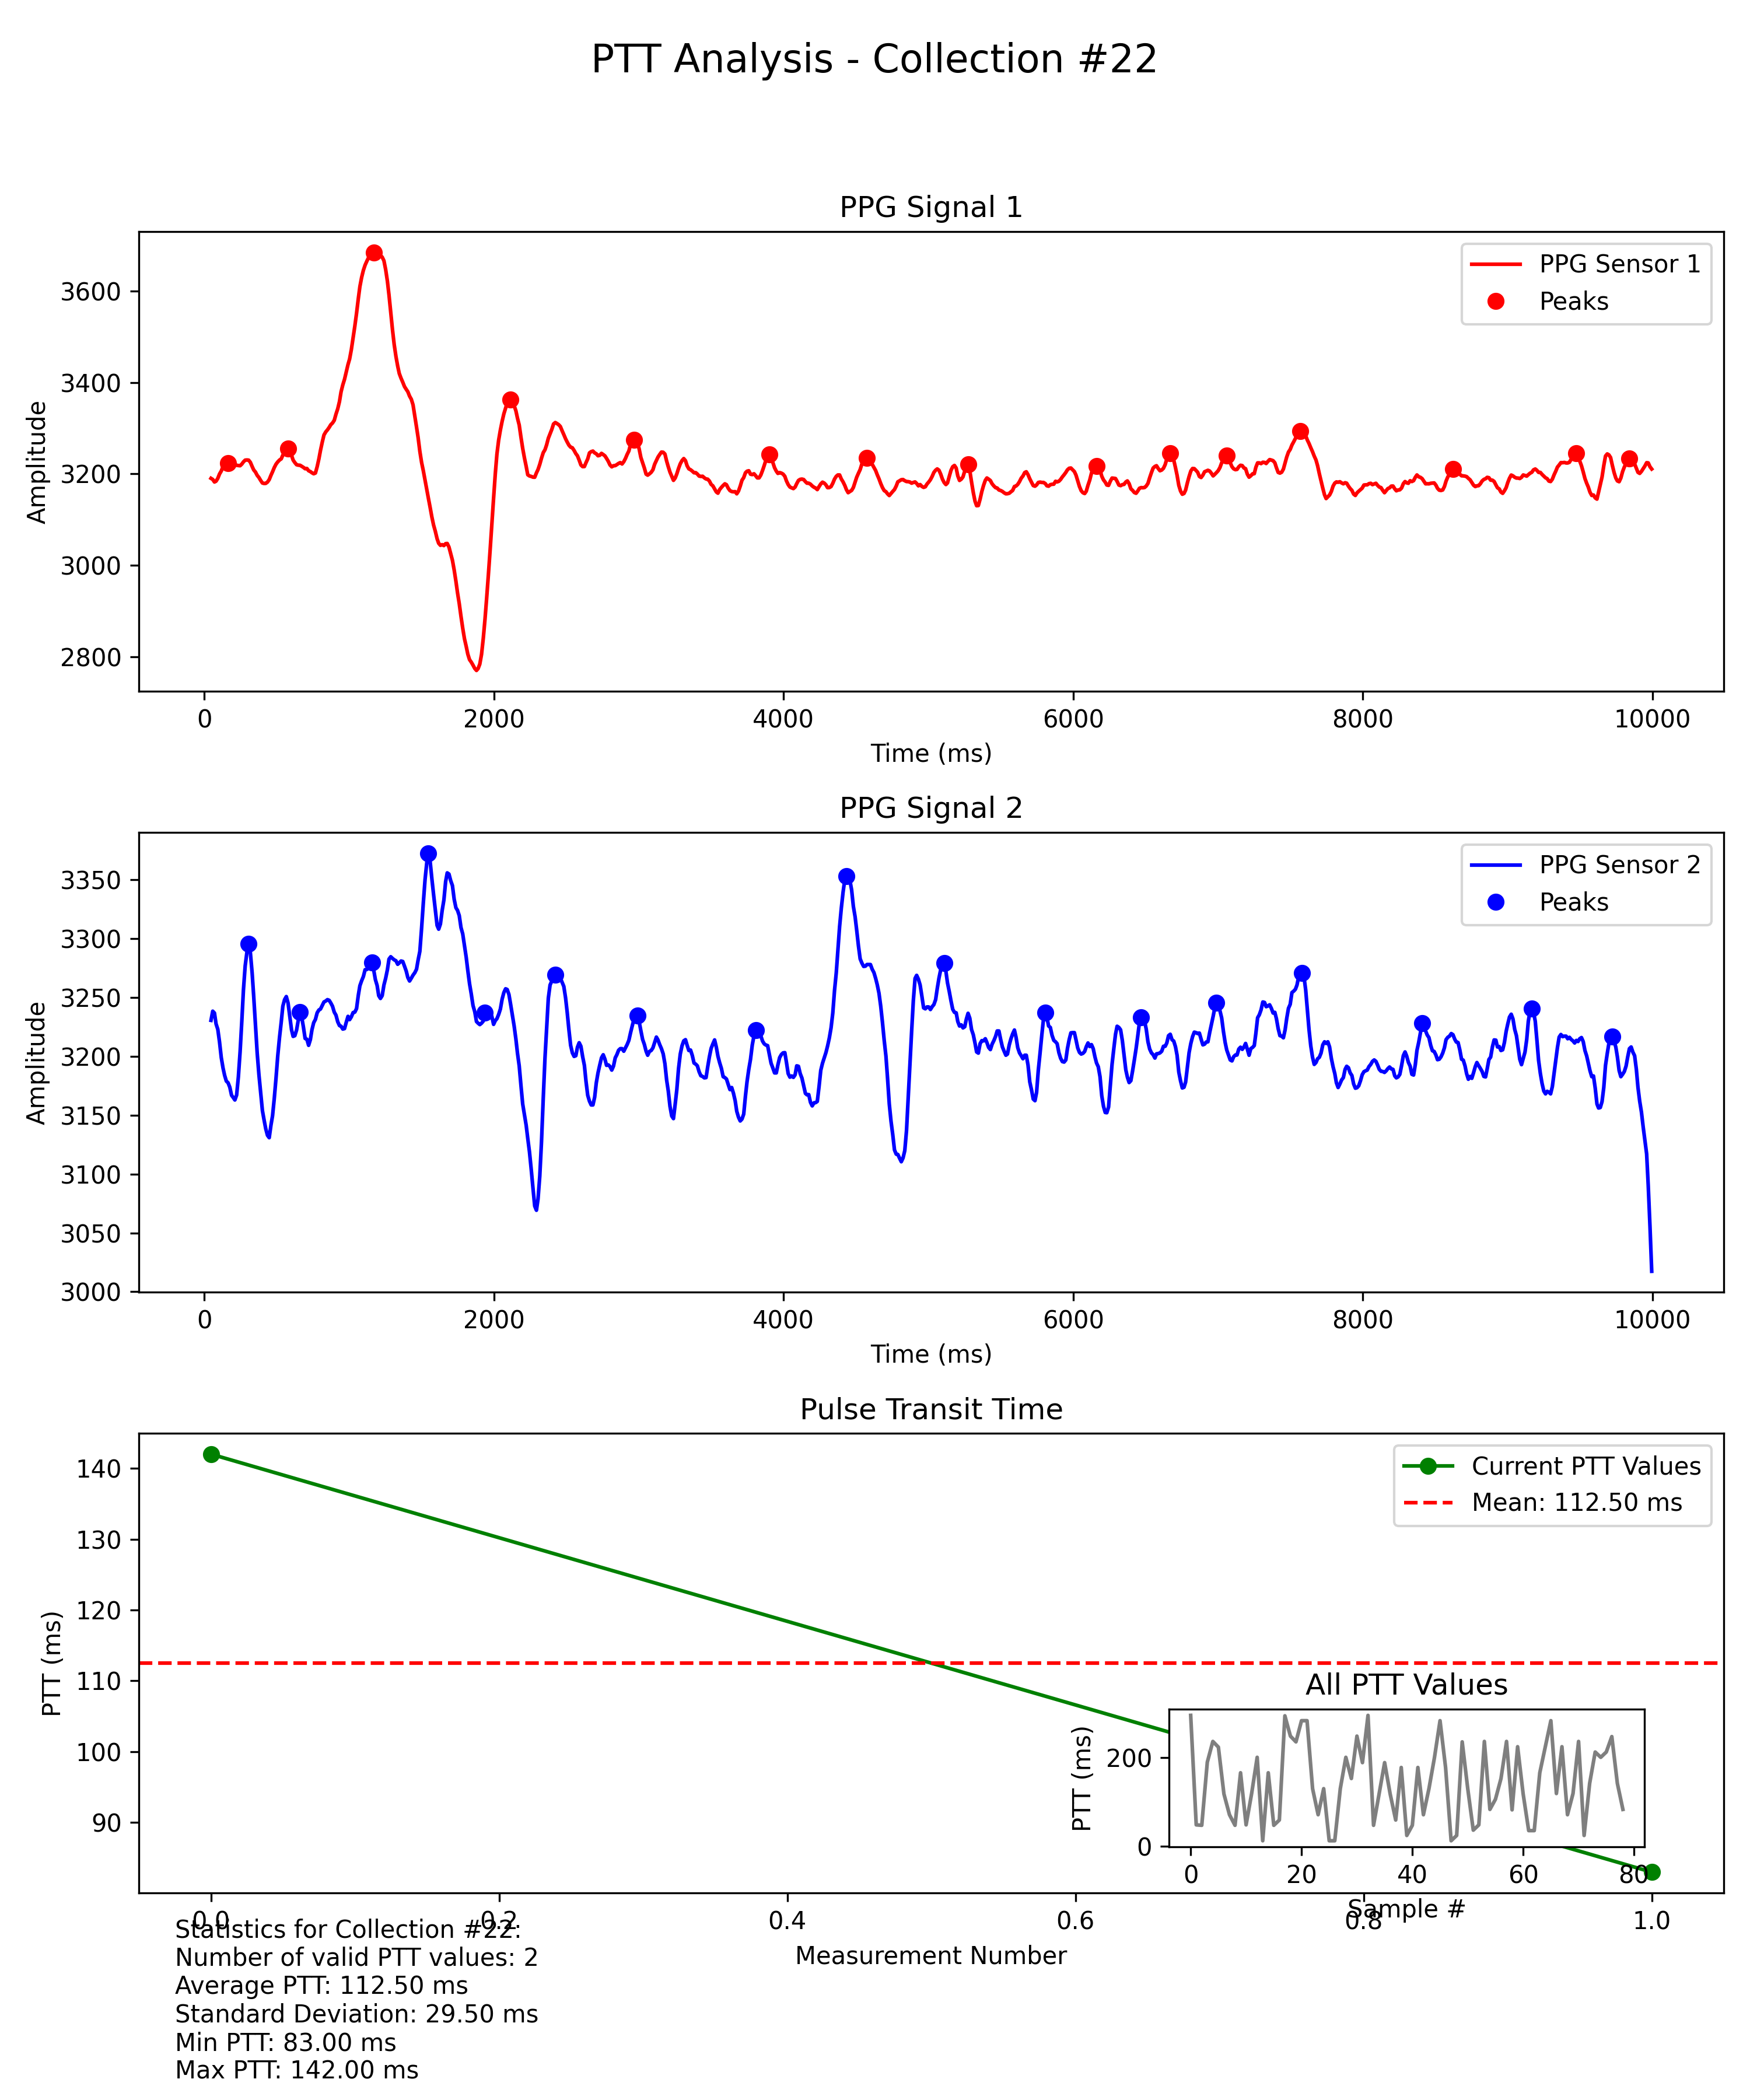 PTT Analysis - Collection #22
PPG Signal 1
Amplitude
3600
3400
3200
3000
2800
PPG Sensor 1
Peaks
0 2000 4000 6000 8000 10000
Time (ms)
PPG Signal 2
Amplitude
3350
3300
3250
3200
3150
3100
3050
3000
PPG Sensor 2
Peaks
0 2000 4000 6000 8000 10000
Time (ms)
Pulse Transit Time
PTT (ms)
140
130
120
110
100
90
Current PTT Values
Mean: 112.50 ms
All PTT Values
PTT (ms)
200
0
0 20 40 60 80
Sample #
0.0 0.2 0.4 0.6 0.8 1.0
Measurement Number
Statistics for Collection #22:
Number of valid PTT values: 2
Average PTT: 112.50 ms
Standard Deviation: 29.50 ms
Min PTT: 83.00 ms
Max PTT: 142.00 ms